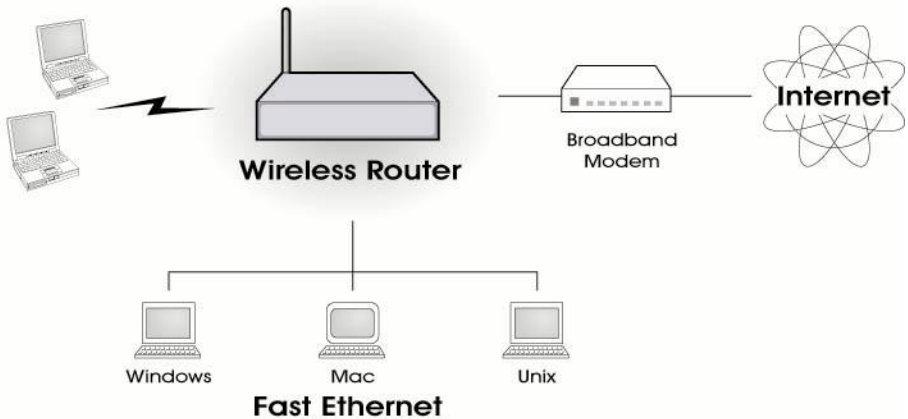 Internet
Broadband
Modem
Wireless Router
Windows
Mac
Unix
Fast Ethernet